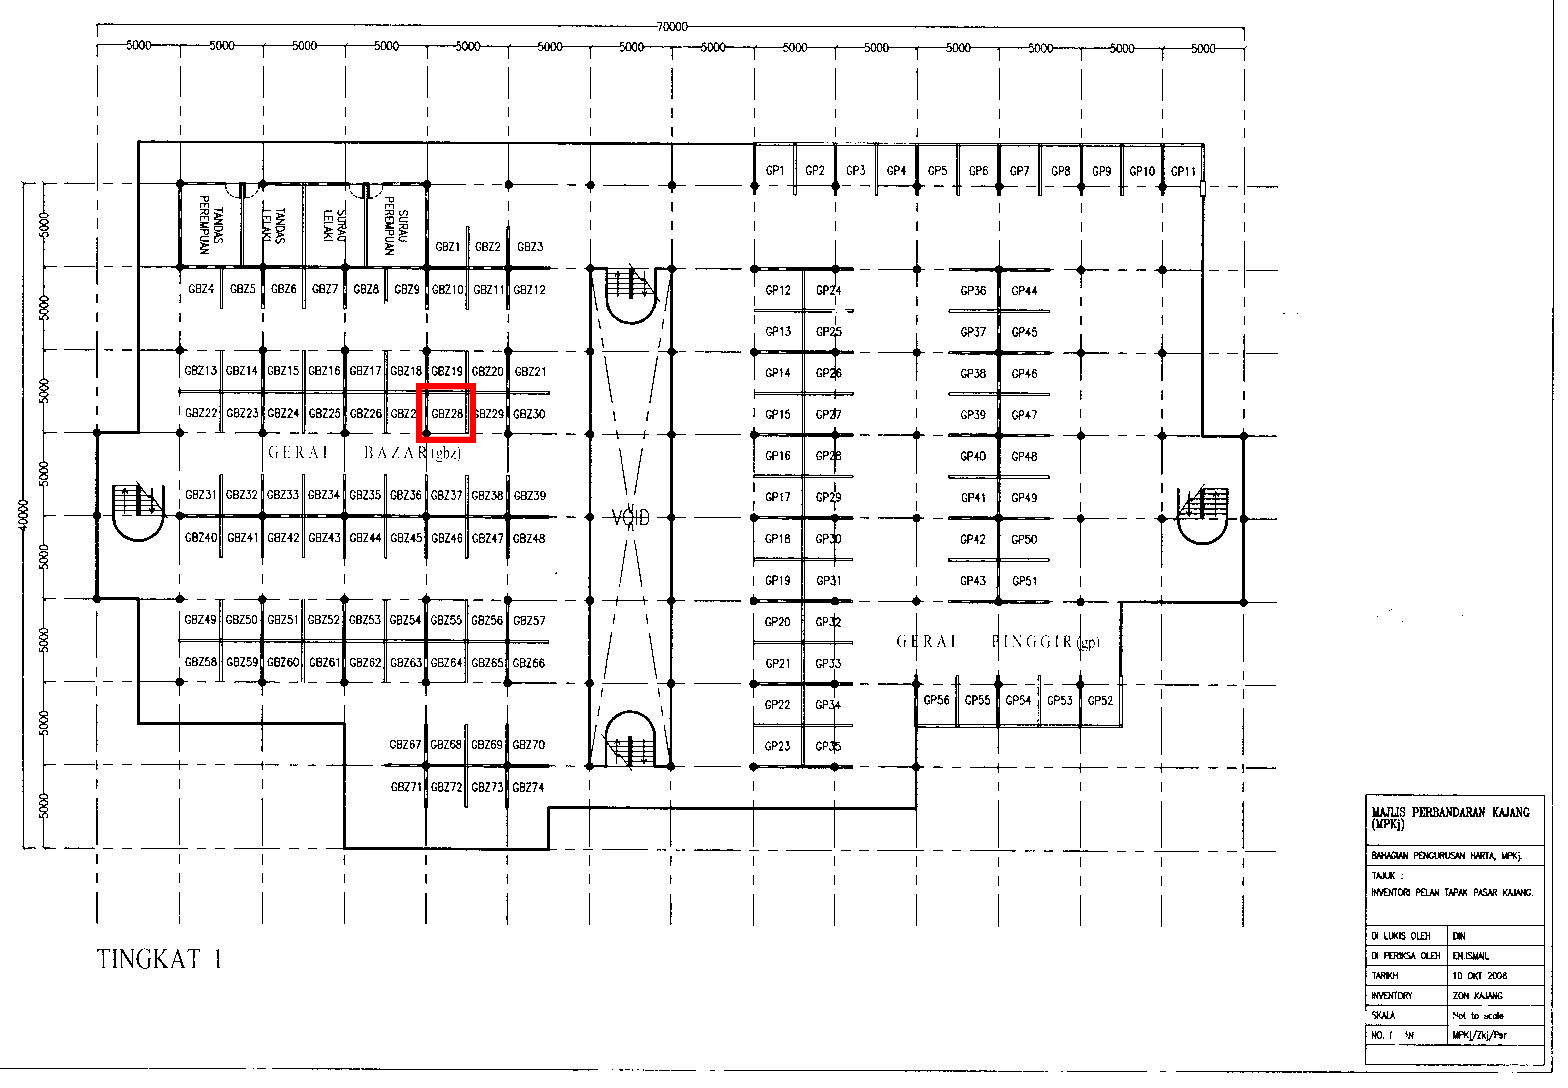 70000
5000 5000 5000 5000 5000 5000 5000 5000 5000 5000 5000 5000 5000 5000
GP1 GP2 GP3 GP4 GP5 GP6 GP7 GP8 GP9 GP10 GP11
TANDAS PEREMPUAN
TANDAS LELAKI
SURAU LELAKI
SURAU PEREMPUAN
GBZ1 GBZ2 GBZ3
GBZ4 GBZ5 GBZ6 GBZ7 GBZ8 GBZ9 GBZ10 GBZ11 GBZ12
GP12 GP24 GP36 GP44
GP13 GP25 GP37 GP45
GBZ13 GBZ14 GBZ15 GBZ16 GBZ17 GBZ18 GBZ19 GBZ20 GBZ21
GP14 GP26 GP38 GP46
GBZ22 GBZ23 GBZ24 GBZ25 GBZ26 GBZ2 GBZ28 GBZ29 GBZ30
GP15 GP27 GP39 GP47
GERAI BAZAR(gbz)
GP16 GP28 GP40 GP48
GBZ31 GBZ32 GBZ33 GBZ34 GBZ35 GBZ36 GBZ37 GBZ38 GBZ39
GP17 GP29 GP41 GP49
VOID
GBZ40 GBZ41 GBZ42 GBZ43 GBZ44 GBZ45 GBZ46 GBZ47 GBZ48
GP18 GP30 GP42 GP50
GP19 GP31 GP43 GP51
GBZ49 GBZ50 GBZ51 GBZ52 GBZ53 GBZ54 GBZ55 GBZ56 GBZ57
GP20 GP32
GERAI PINGGIR(gp)
GBZ58 GBZ59 GBZ60 GBZ61 GBZ62 GBZ63 GBZ64 GBZ65 GBZ66
GP21 GP33
GP22 GP34
GP56 GP55 GP54 GP53 GP52
GBZ67 GBZ68 GBZ69 GBZ70
GP23 GP35
GBZ71 GBZ72 GBZ73 GBZ74
40000
5000 5000 5000 5000 5000 5000 5000 5000
TINGKAT 1
MAJLIS PERBANDARAN KAJANG
(MPKj)
BAHAGIAN PENGURUSAN HARTA, MPKj.
TAJUK :
INVENTORI PELAN TAPAK PASAR KAJANG.
DI LUKIS OLEH DIN
DI PERIKSA OLEH EN.ISMAIL
TARIKH 10 OKT 2008
INVENTORY ZON KAJANG
SKALA Not to scale
NO. MPKj/Zkj/Psr